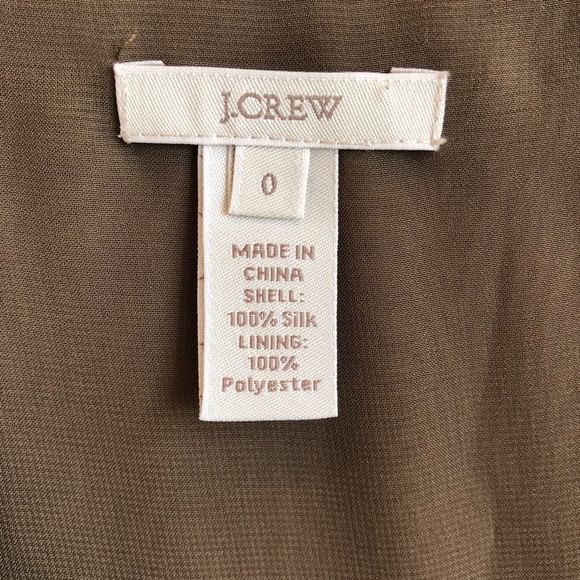 J.CREW
0
MADE IN
CHINA
SHELL:
100% Silk
LINING:
100%
Polyester